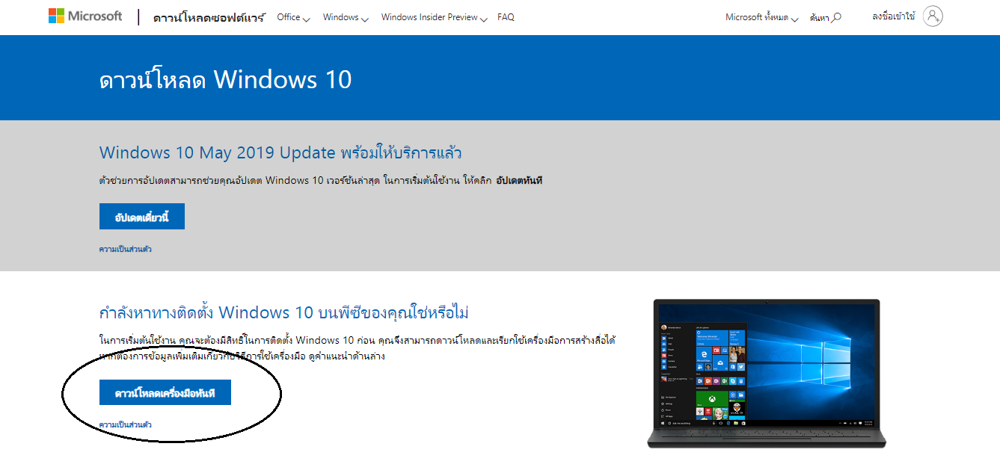 Microsoft ดาวน์โหลดซอฟต์แวร์ Office Windows Windows Insider Preview FAQ Microsoft ทั้งหมด ค้นหา ลงชื่อเข้าใช้
ดาวน์โหลด Windows 10
Windows 10 May 2019 Update พร้อมให้บริการแล้ว
ตัวช่วยการอัปเดตสามารถช่วยคุณอัปเดต Windows 10 เวอร์ชันล่าสุด ในการเริ่มต้นใช้งาน ให้คลิก อัปเดตทันที
อัปเดตเดี๋ยวนี้
ความเป็นส่วนตัว
กำลังหาทางติดตั้ง Windows 10 บนพีซีของคุณใช่หรือไม่
ในการเริ่มต้นใช้งาน คุณจะต้องมีสิทธิ์ในการติดตั้ง Windows 10 ก่อน คุณจึงสามารถดาวน์โหลดและเรียกใช้เครื่องมือการสร้างสื่อได้
หากต้องการข้อมูลเพิ่มเติมเกี่ยวกับวิธีการใช้เครื่องมือ ดูคำแนะนำด้านล่าง
ดาวน์โหลดเครื่องมือทันที
ความเป็นส่วนตัว